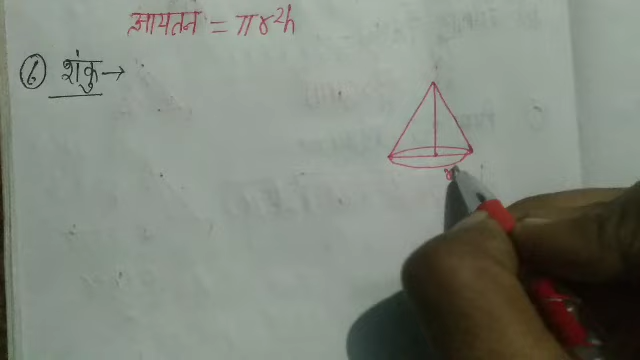 आयतन = πr²h
(6) शंकु →
r